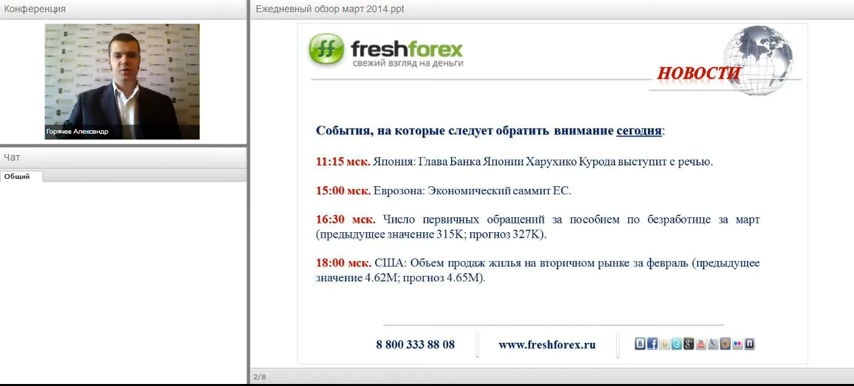 Конференция
Ежедневный обзор март 2014.ppt
Горячев Александр
Чат
Общий
freshforex
свежий взгляд на деньги
НОВОСТИ
События, на которые следует обратить внимание сегодня:
11:15 мск. Япония: Глава Банка Японии Харухико Курода выступит с речью.
15:00 мск. Еврозона: Экономический саммит ЕС.
16:30 мск. Число первичных обращений за пособием по безработице за март
(предыдущее значение 315K; прогноз 327K).
18:00 мск. США: Объем продаж жилья на вторичном рынке за февраль (предыдущее
значение 4.62M; прогноз 4.65M).
8 800 333 88 08
www.freshforex.ru
2/8